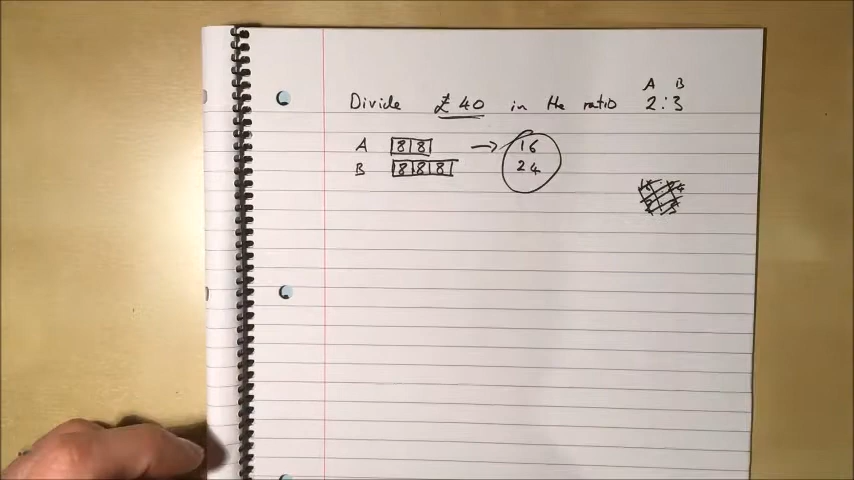 A B
Divide £40 in the ratio 2:3
A 8 8 → 16
B 8 8 8 24